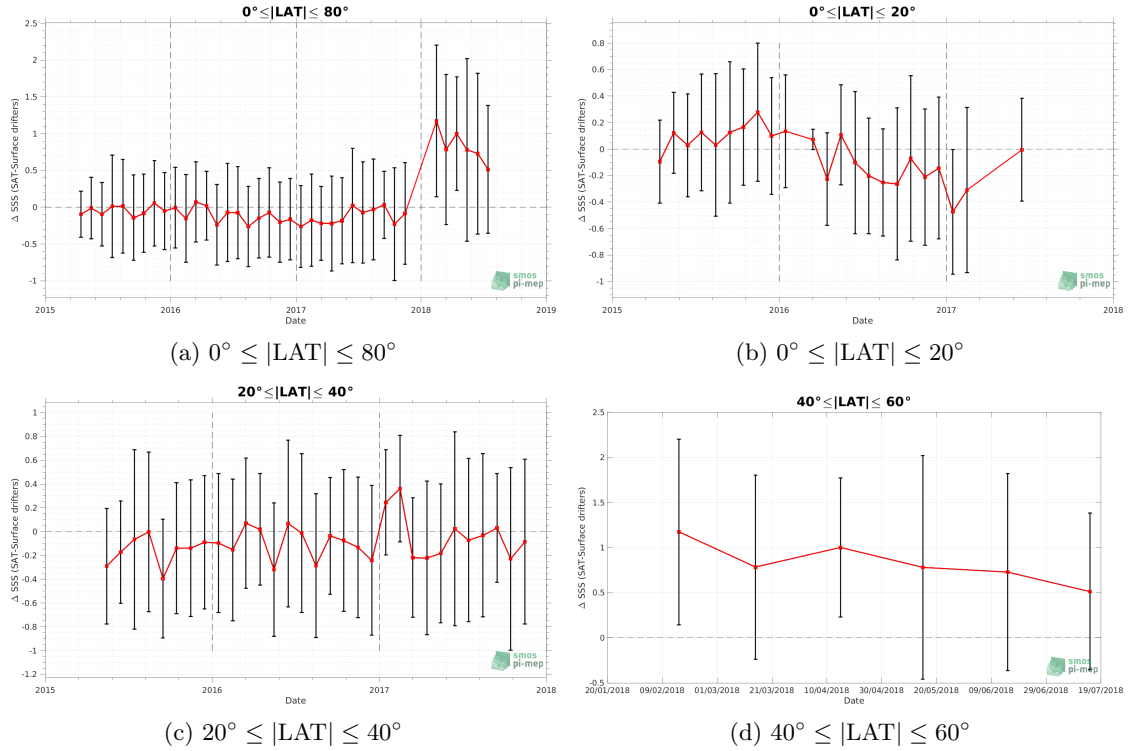 0°≤|LAT|≤ 80°
Δ SSS (SAT-Surface drifters)
2.5
2
1.5
1
0.5
0
-0.5
-1
2015
2016
2017
2018
2019
Date
smos
pi-mep
(a) 0° ≤ |LAT| ≤ 80°
0°≤|LAT|≤ 20°
Δ SSS (SAT-Surface drifters)
0.8
0.6
0.4
0.2
0
-0.2
-0.4
-0.6
-0.8
-1
2015
2016
2017
2018
Date
smos
pi-mep
(b) 0° ≤ |LAT| ≤ 20°
20°≤|LAT|≤ 40°
Δ SSS (SAT-Surface drifters)
1
0.8
0.6
0.4
0.2
0
-0.2
-0.4
-0.6
-0.8
-1
-1.2
2015
2016
2017
2018
Date
smos
pi-mep
(c) 20° ≤ |LAT| ≤ 40°
40°≤|LAT|≤ 60°
Δ SSS (SAT-Surface drifters)
2.5
2
1.5
1
0.5
0
-0.5
20/01/2018
09/02/2018
01/03/2018
21/03/2018
10/04/2018
30/04/2018
20/05/2018
09/06/2018
29/06/2018
19/07/2018
Date
smos
pi-mep
(d) 40° ≤ |LAT| ≤ 60°